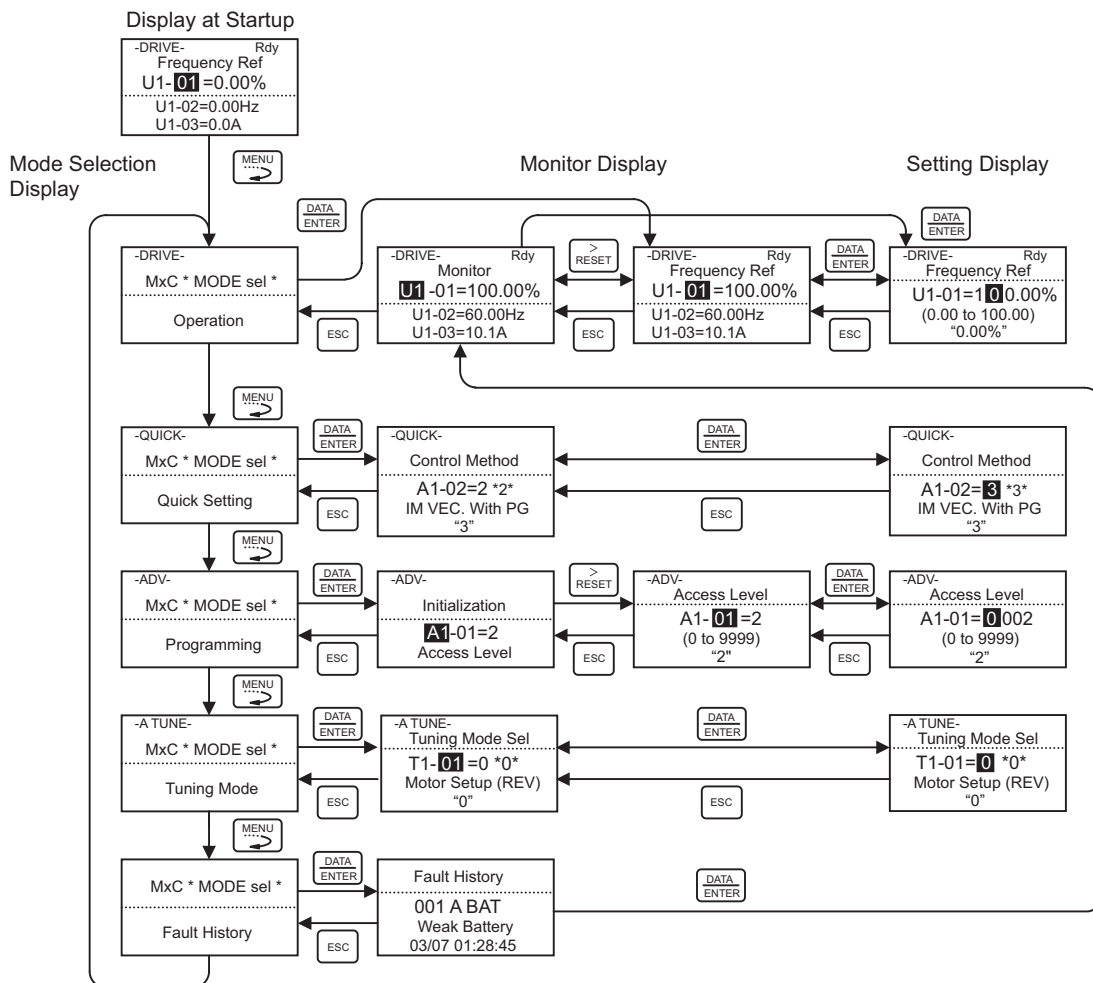 Display at Startup
-DRIVE- Rdy
Frequency Ref
U1- 01 =0.00%
U1-02=0.00Hz
U1-03=0.0A
Mode Selection
Display
MENU
Monitor Display
Setting Display
DATA
ENTER
DATA
ENTER
-DRIVE-
MxC * MODE sel *
Operation
ESC
-DRIVE- Rdy
Monitor
U1 -01=100.00%
U1-02=60.00Hz
U1-03=10.1A
>
RESET
ESC
-DRIVE- Rdy
Frequency Ref
U1- 01 =100.00%
U1-02=60.00Hz
U1-03=10.1A
DATA
ENTER
ESC
-DRIVE- Rdy
Frequency Ref
U1-01=1 0 0.00%
(0.00 to 100.00)
“0.00%”
MENU
-QUICK-
MxC * MODE sel *
Quick Setting
DATA
ENTER
ESC
-QUICK-
Control Method
A1-02=2 *2*
IM VEC. With PG
“3”
DATA
ENTER
ESC
-QUICK-
Control Method
A1-02= 3 *3*
IM VEC. With PG
“3”
MENU
-ADV-
MxC * MODE sel *
Programming
DATA
ENTER
ESC
-ADV-
Initialization
A1-01=2
Access Level
>
RESET
ESC
-ADV-
Access Level
A1- 01 =2
(0 to 9999)
“2"
DATA
ENTER
ESC
-ADV-
Access Level
A1-01= 0 002
(0 to 9999)
“2”
MENU
-A TUNE-
MxC * MODE sel *
Tuning Mode
DATA
ENTER
ESC
-A TUNE-
Tuning Mode Sel
T1- 01 =0 *0*
Motor Setup (REV)
“0”
DATA
ENTER
ESC
-A TUNE-
Tuning Mode Sel
T1-01= 0 *0*
Motor Setup (REV)
“0”
MENU
MxC * MODE sel *
Fault History
DATA
ENTER
ESC
Fault History
001 A BAT
Weak Battery
03/07 01:28:45
DATA
ENTER